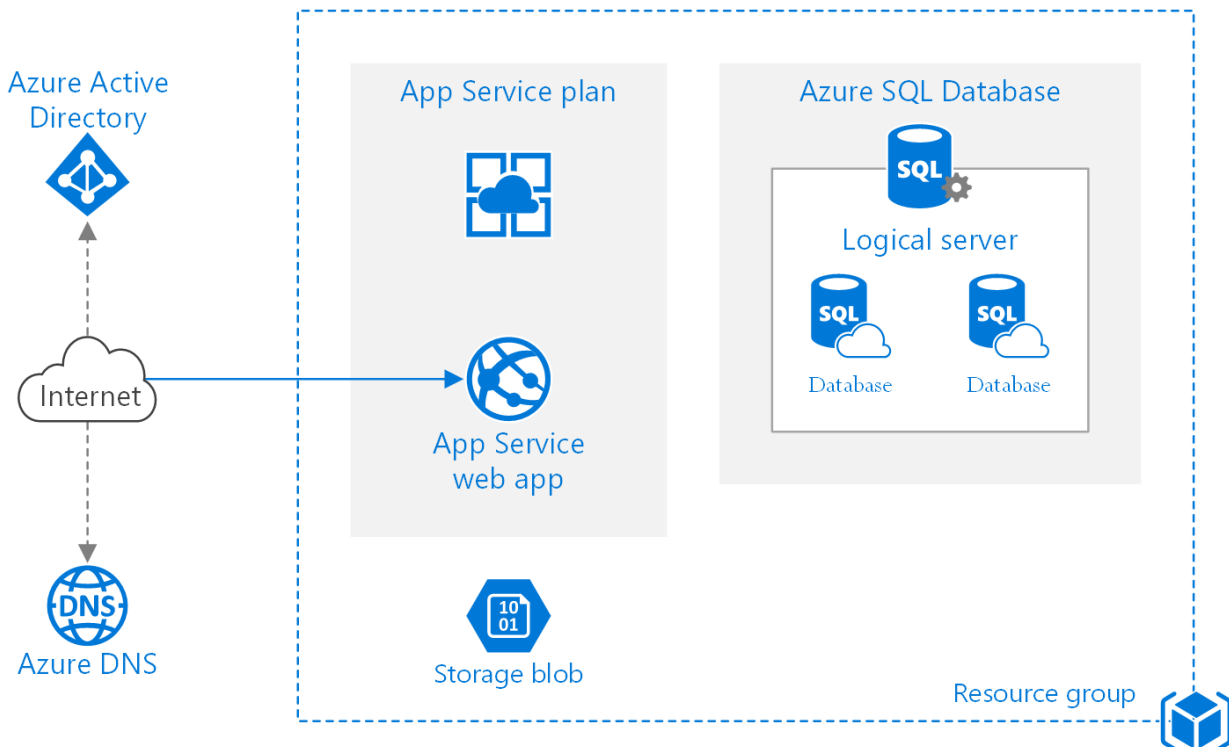 Azure Active
Directory
Internet
DNS
Azure DNS
App Service plan
App Service
web app
10
01
Storage blob
Azure SQL Database
SQL
Logical server
SQL
SQL
Database
Database
Resource group